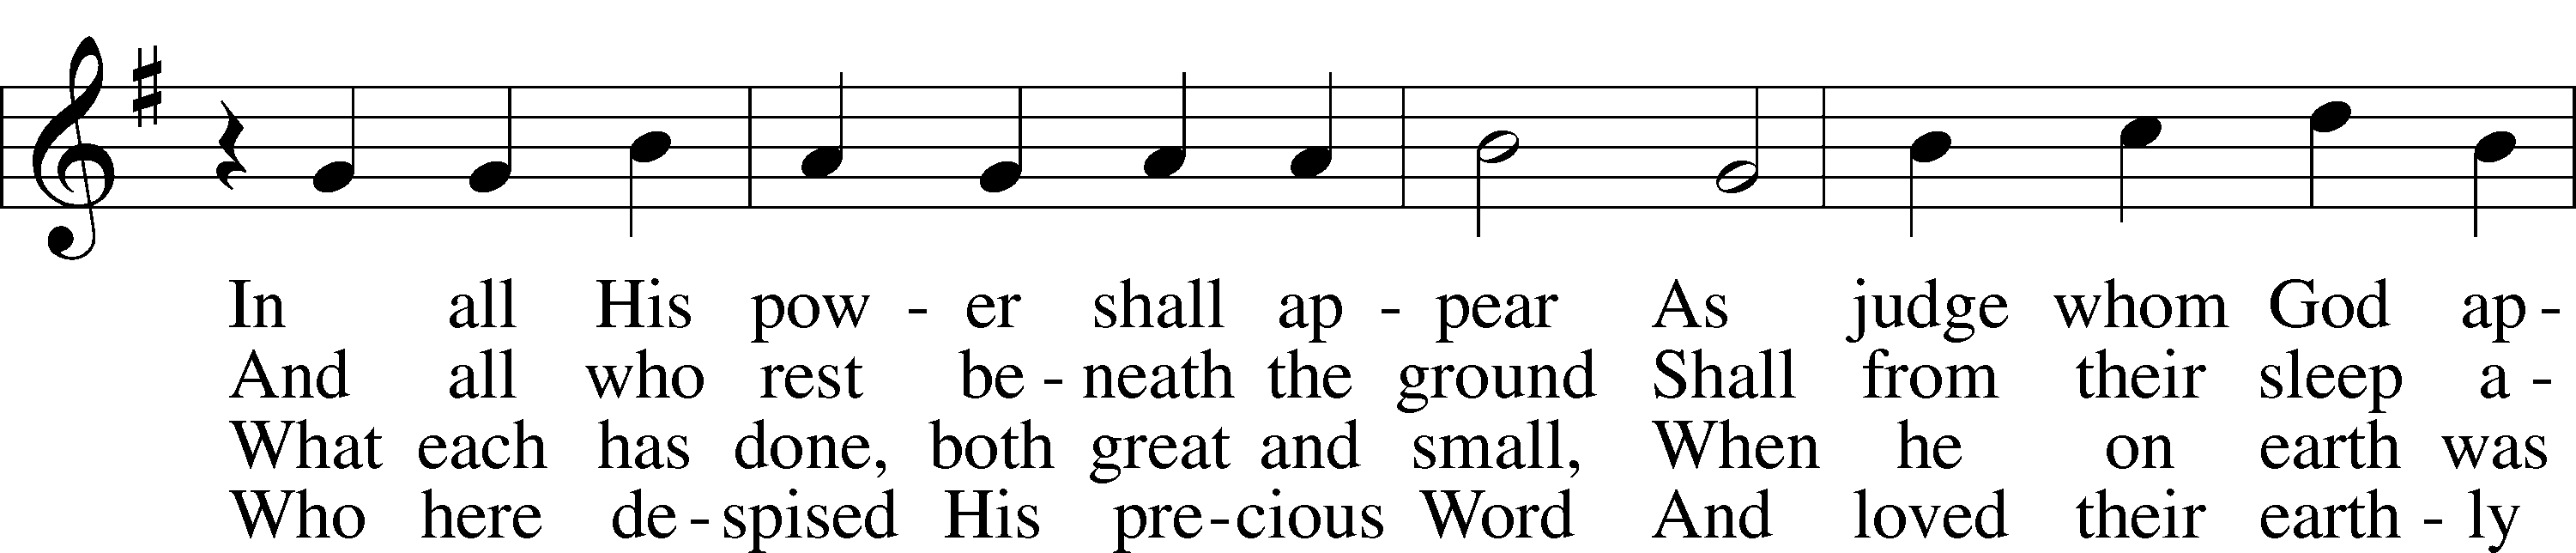 In all His pow - er shall ap - pear As judge whom God ap -
And all who rest be - neath the ground Shall from their sleep a -
What each has done, both great and small, When he on earth was
Who here de - spised His pre - cious Word And loved their earth - ly